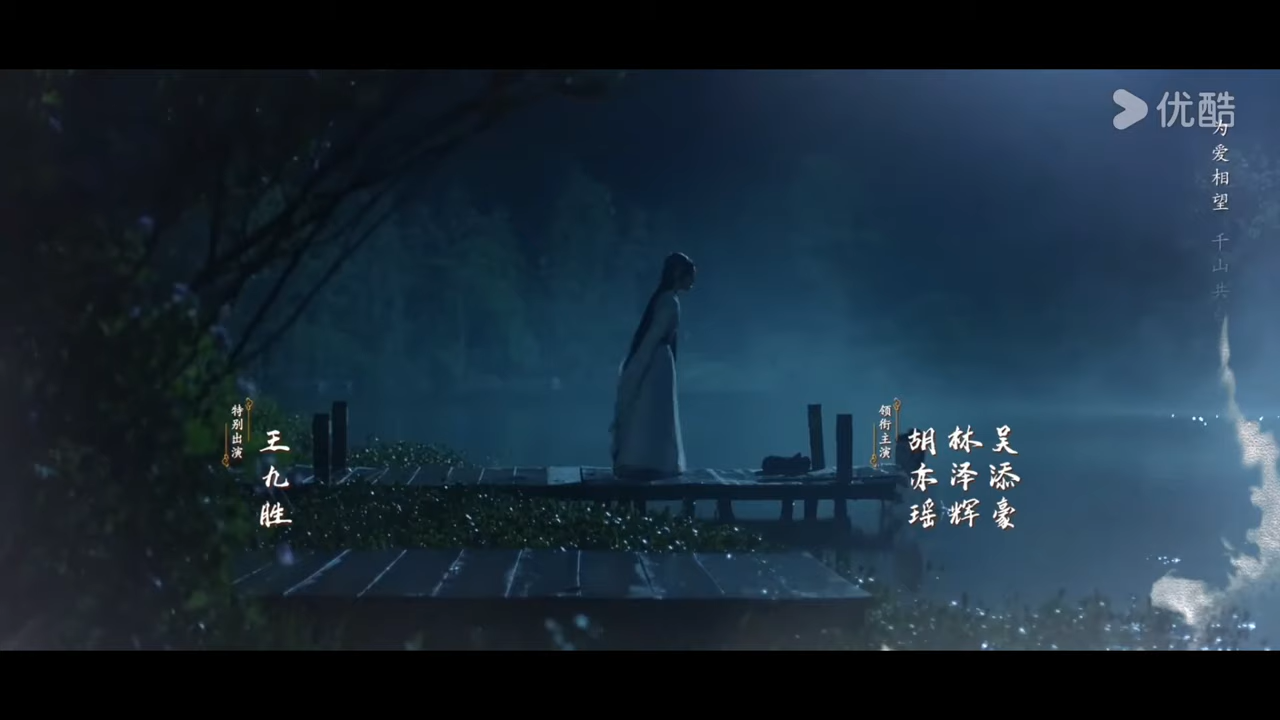 优酷
为爱相望 千山共
特别出演
王九胜
领衔主演
吴添豪
林泽辉
胡亦瑶